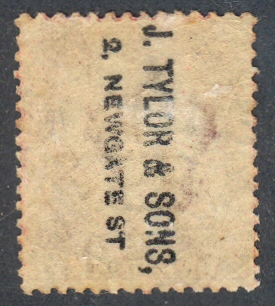 J. TYLOR & SONS,
2, NEWGATE ST